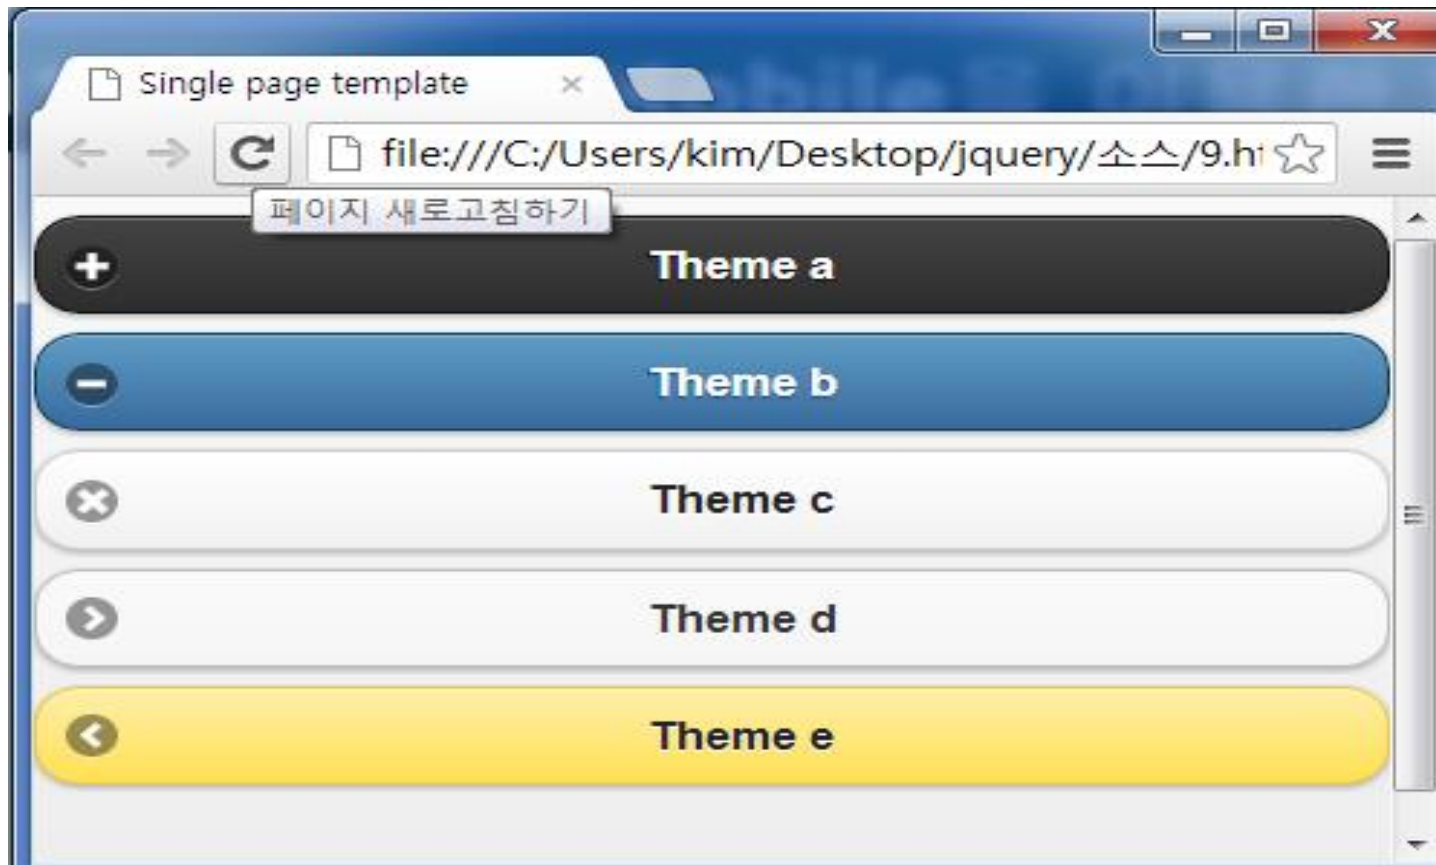 Single page template
file:///C:/Users/kim/Desktop/jquery/소스/9.h
페이지 새로고침하기
Theme a
Theme b
Theme c
Theme d
Theme e